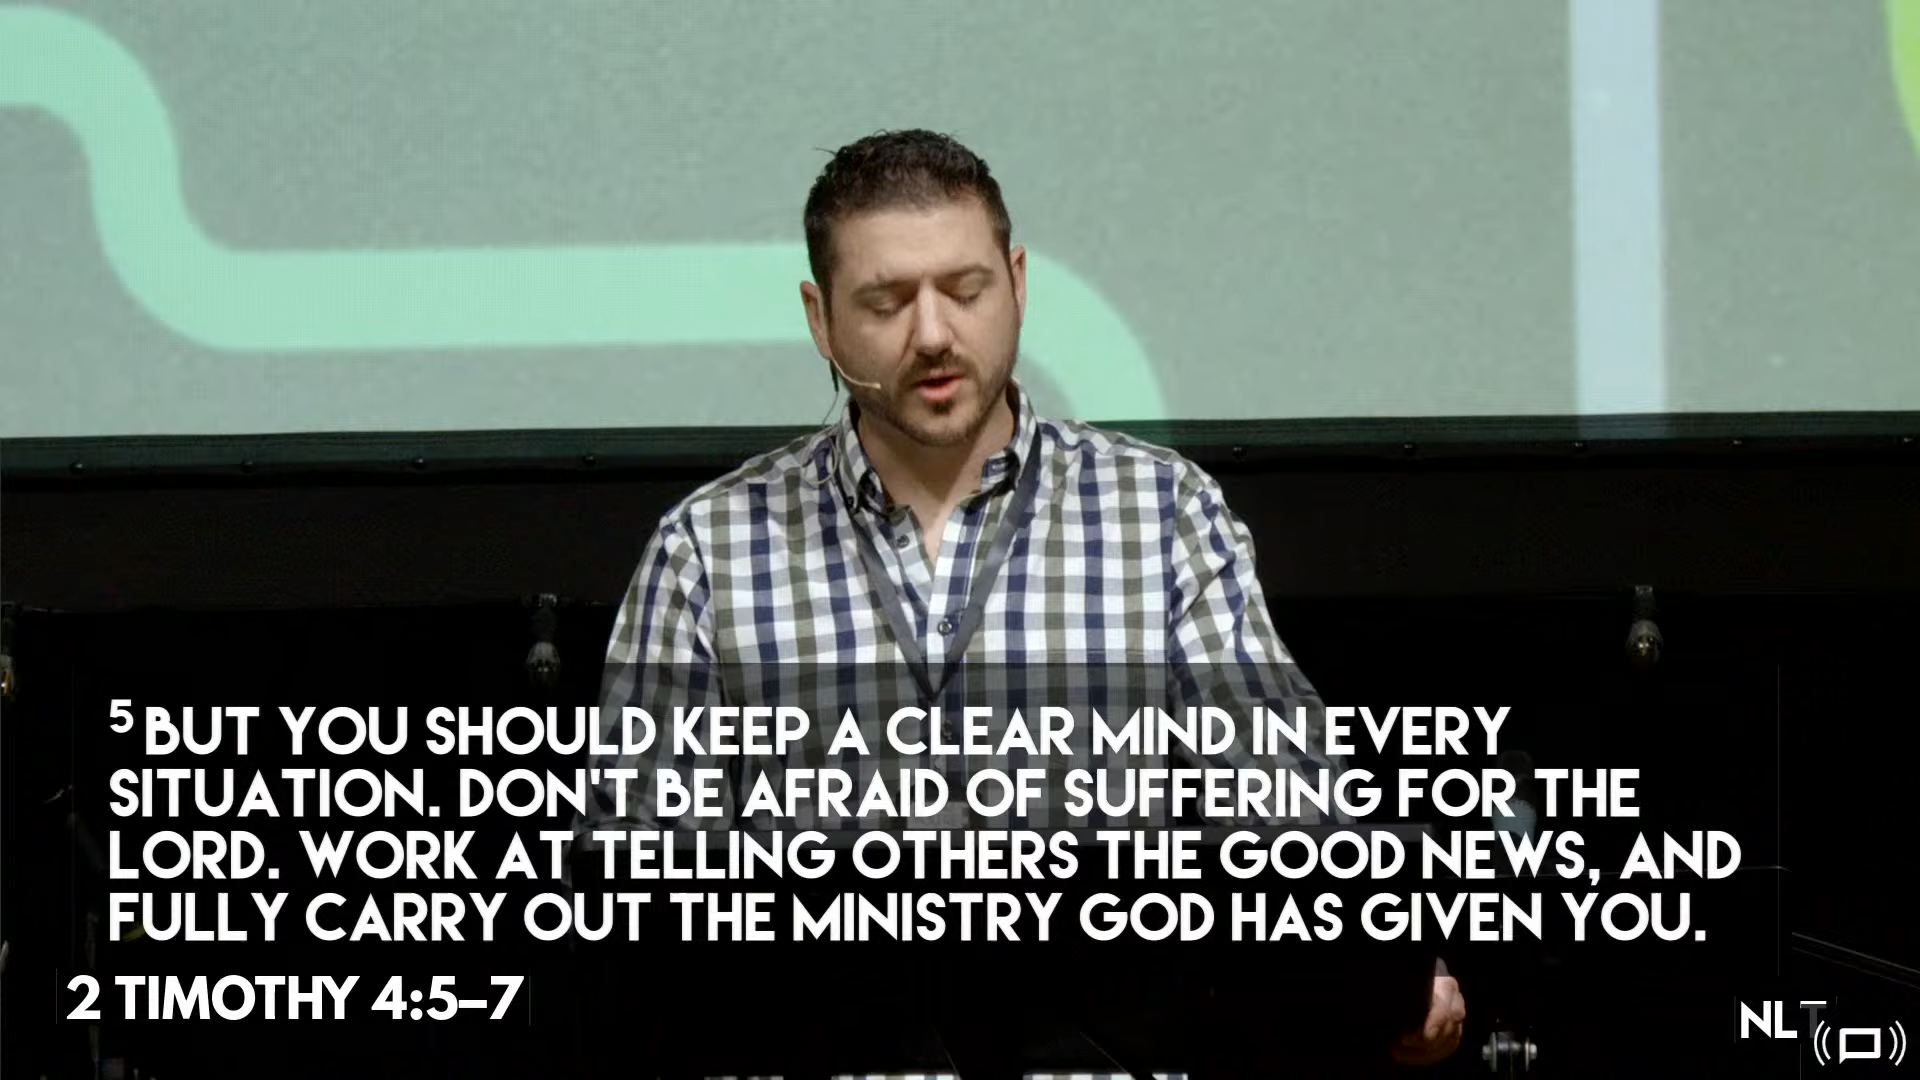 5 BUT YOU SHOULD KEEP A CLEAR MIND IN EVERY
SITUATION. DON'T BE AFRAID OF SUFFERING FOR THE
LORD. WORK AT TELLING OTHERS THE GOOD NEWS, AND
FULLY CARRY OUT THE MINISTRY GOD HAS GIVEN YOU.
2 TIMOTHY 4:5–7
NLT